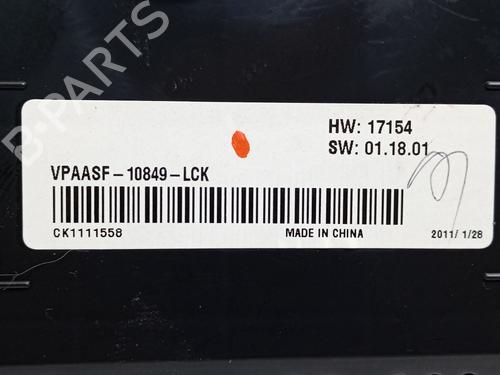 HW: 17154
SW: 01.18.01
VPAASF-10849-LCK
CK1111558
MADE IN CHINA
2011/ 1/28
B-PARTS